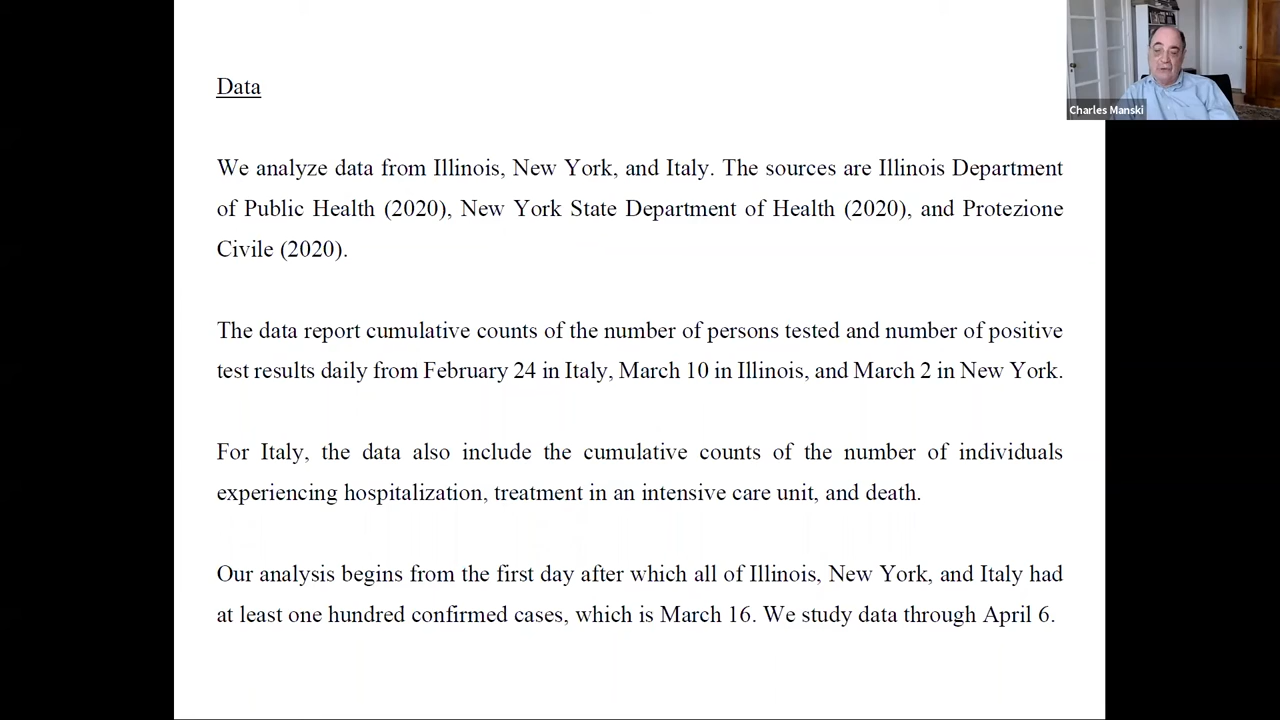 Data
We analyze data from Illinois, New York, and Italy. The sources are Illinois Department
of Public Health (2020), New York State Department of Health (2020), and Protezione
Civile (2020).
The data report cumulative counts of the number of persons tested and number of positive
test results daily from February 24 in Italy, March 10 in Illinois, and March 2 in New York.
For Italy, the data also include the cumulative counts of the number of individuals
experiencing hospitalization, treatment in an intensive care unit, and death.
Our analysis begins from the first day after which all of Illinois, New York, and Italy had
at least one hundred confirmed cases, which is March 16. We study data through April 6.
Charles Manski